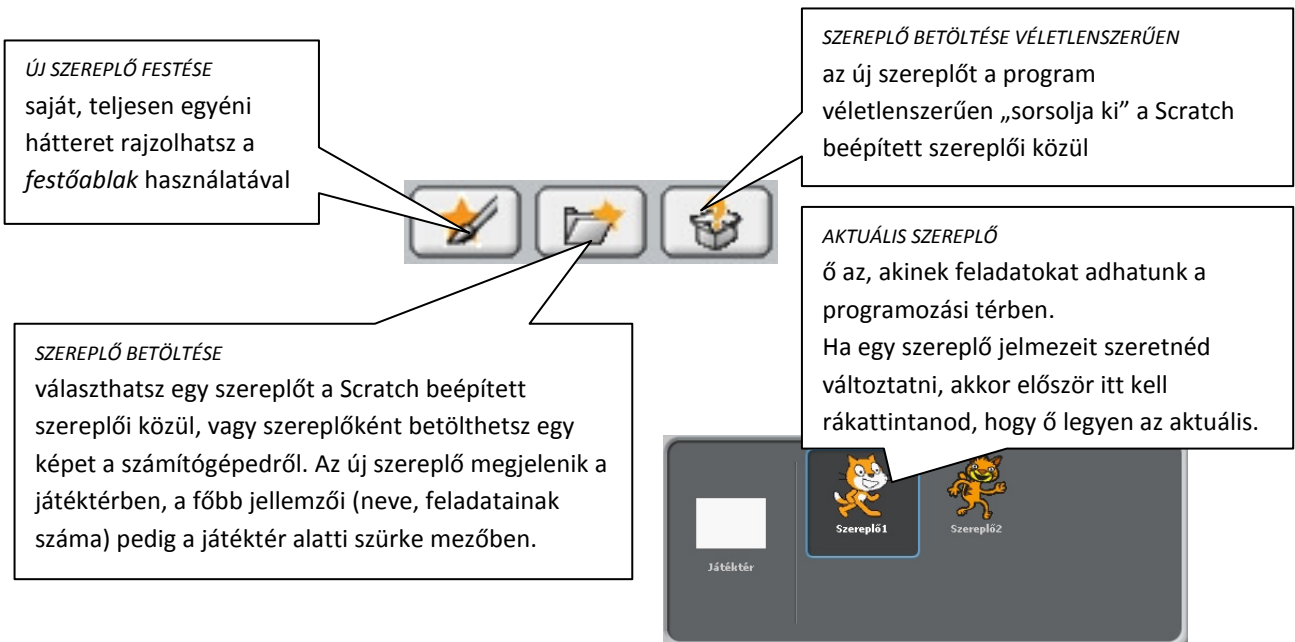 ÚJ SZEREPLŐ FESTÉSE
saját, teljesen egyéni
hátteret rajzolhatsz a
festőablak használatával
SZEREPLŐ BETÖLTÉSE VÉLETLENSZERŰEN
az új szereplőt a program
véletlenszerűen „sorsolja ki” a Scratch
beépített szereplői közül
SZEREPLŐ BETÖLTÉSE
választhatsz egy szereplőt a Scratch beépített
szereplői közül, vagy szereplőként betölthetsz egy
képet a számítógépedről. Az új szereplő megjelenik a
játéktérben, a főbb jellemzői (neve, feladatainak
száma) pedig a játéktér alatti szürke mezőben.
AKTUÁLIS SZEREPLŐ
ő az, akinek feladatokat adhatunk a
programozási térben.
Ha egy szereplő jelmezeit szeretnéd
változtatni, akkor először itt kell
rákattintanod, hogy ő legyen az aktuális.
Játéktér
Szereplő1
Szereplő2